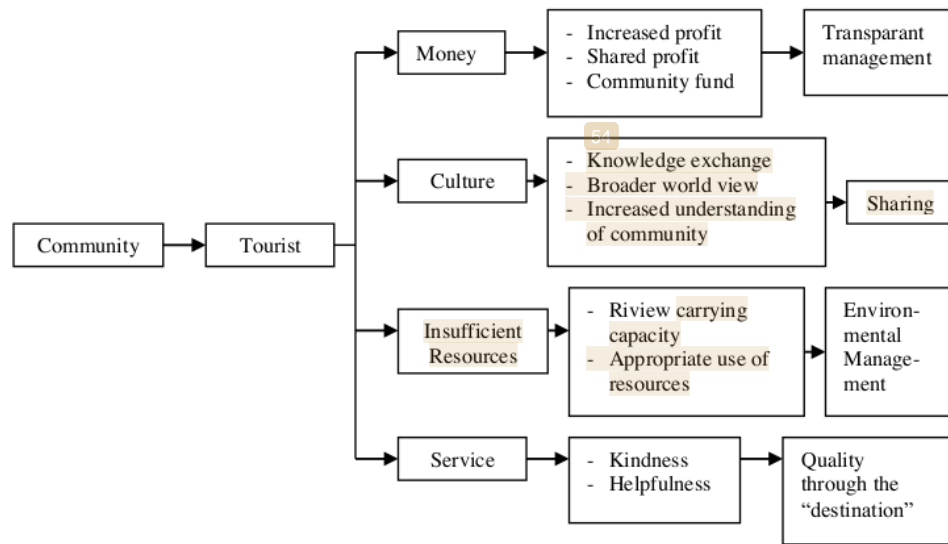 Money
- Increased profit
- Shared profit
- Community fund
Transparant
management
54
Culture
- Knowledge exchange
- Broader world view
- Increased understanding
of community
Sharing
Community
Tourist
Insufficient
Resources
- Riview carrying
capacity
- Appropriate use of
resources
Environ-
mental
Manage-
ment
Service
- Kindness
- Helpfulness
Quality
through the
“destination”